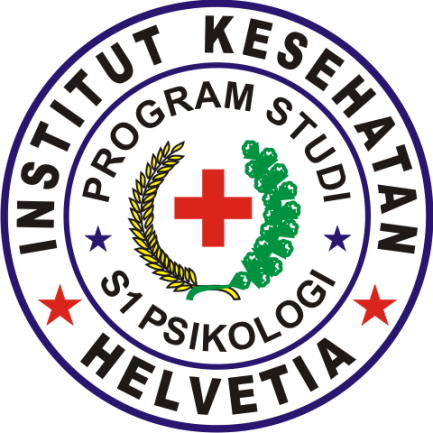 INSTITUT KESEHATAN
HELVETIA
PROGRAM STUDI
S1 PSIKOLOGI